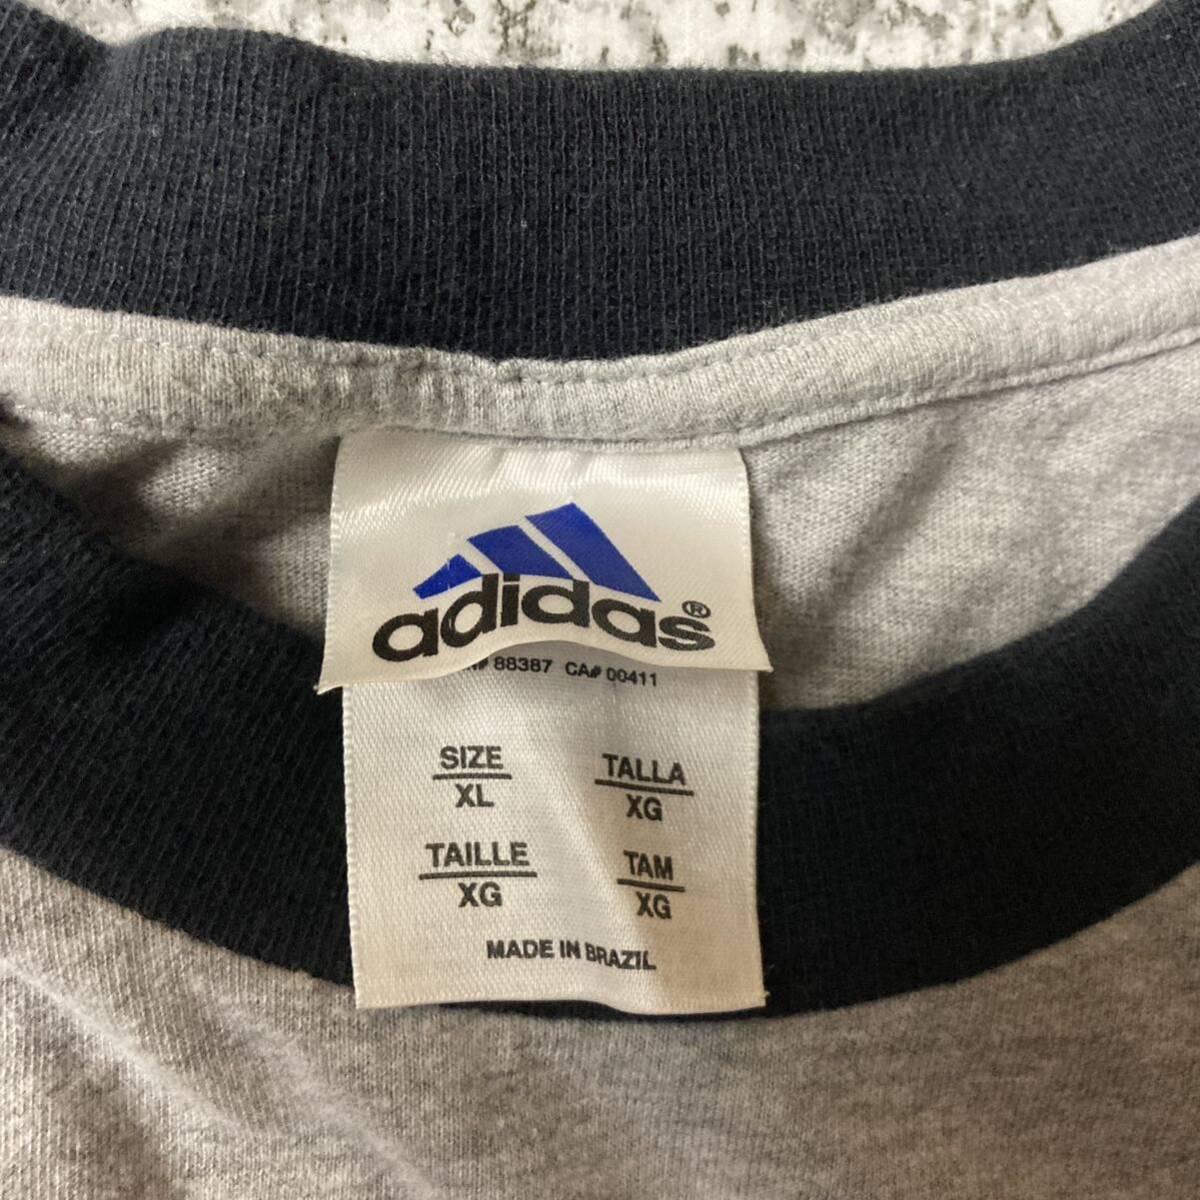 adidas®
88387 CA# 00411
SIZE
XL
TALLA
XG
TAILLE
XG
TAM
XG
MADE IN BRAZIL